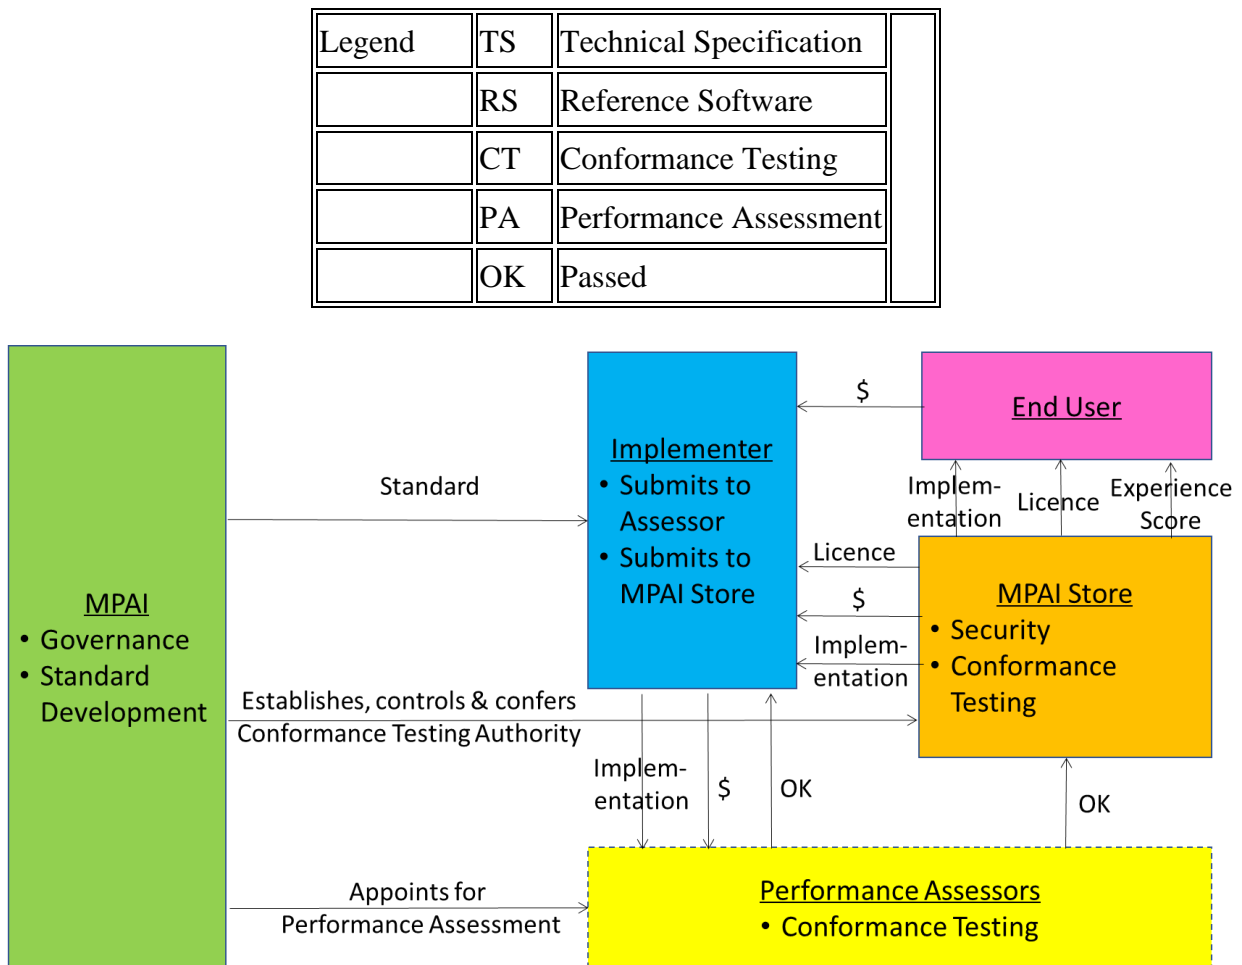 Legend TS Technical Specification
RS Reference Software
CT Conformance Testing
PA Performance Assessment
OK Passed
MPAI
• Governance
• Standard
Development
Standard
Establishes, controls & confers
Conformance Testing Authority
Appoints for
Performance Assessment
Implementer
• Submits to
Assessor
• Submits to
MPAI Store
$
End User
Implem-
entation
Licence
Experience
Score
Licence
$
Implem-
entation
MPAI Store
• Security
• Conformance
Testing
Implem-
entation
$
OK
OK
Performance Assessors
• Conformance Testing